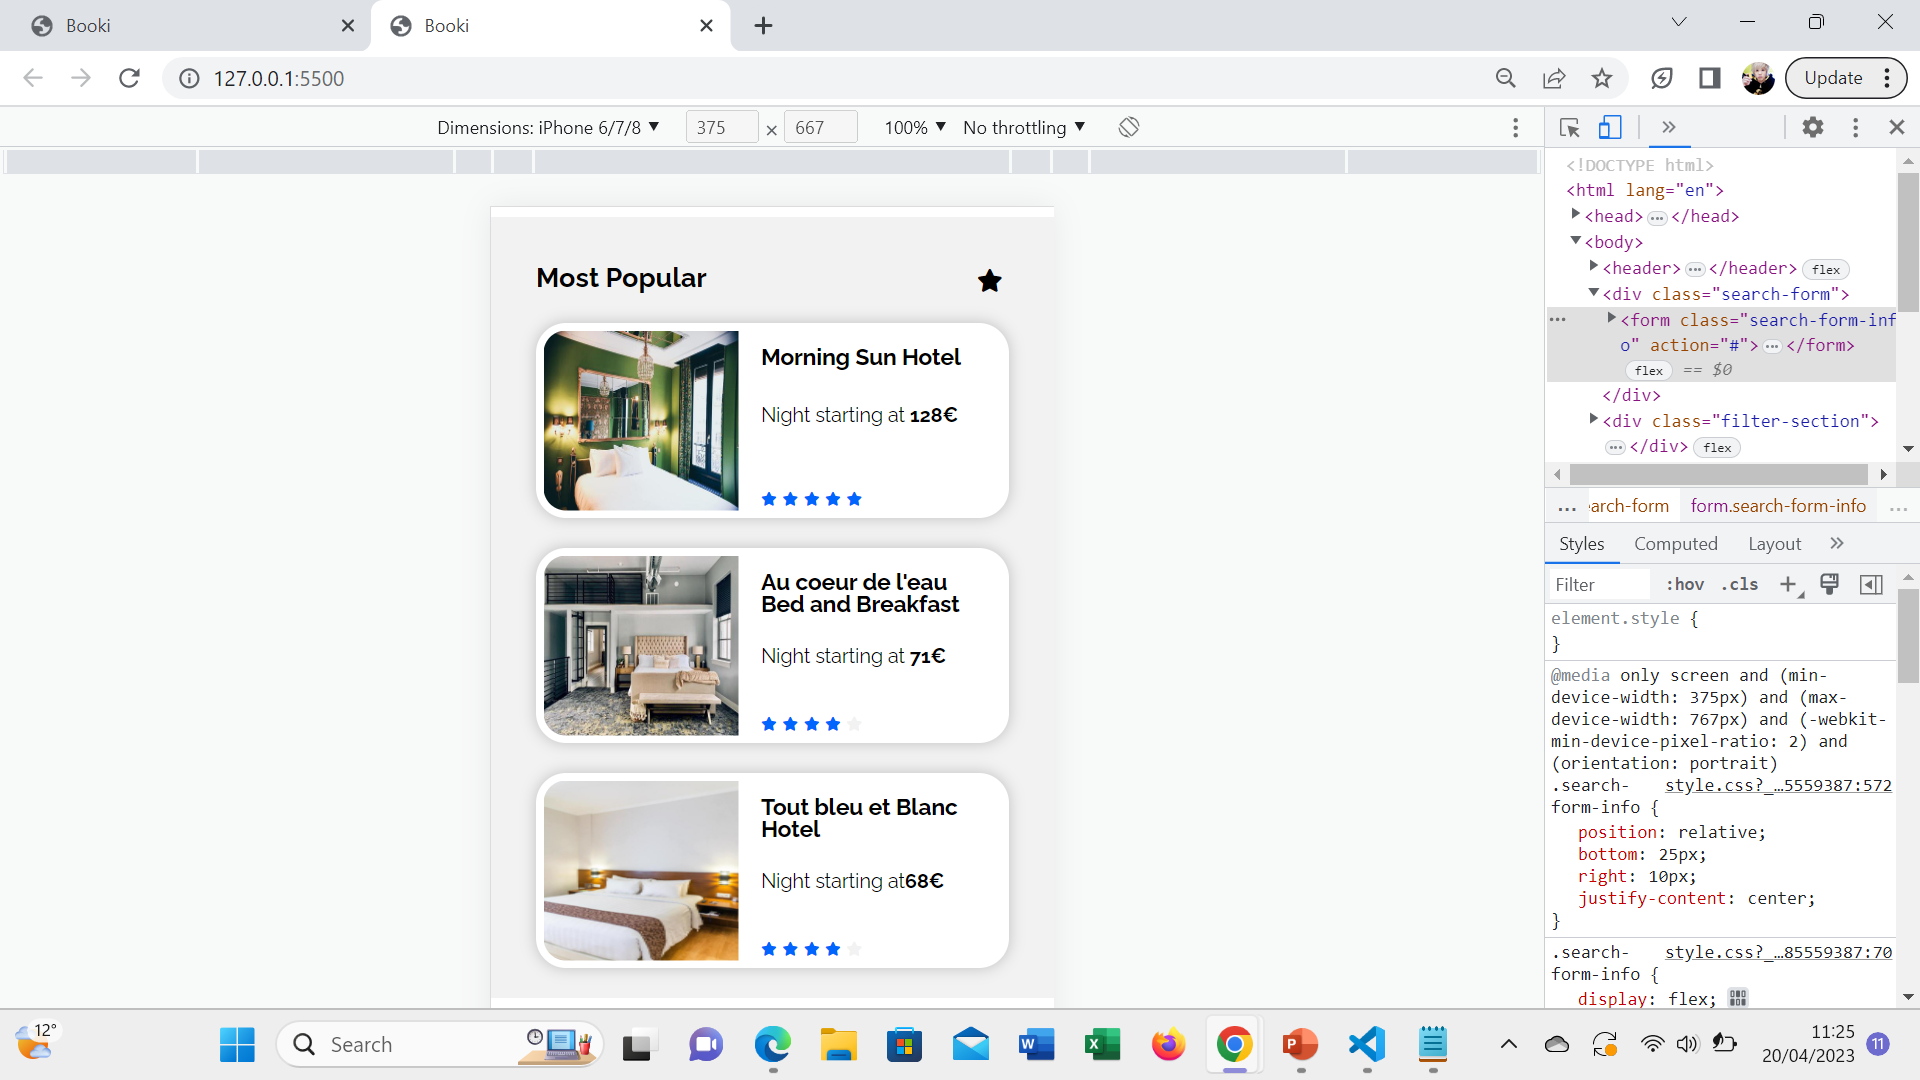 Booki
Booki
127.0.0.1:5500
Update
Dimensions: iPhone 6/7/8 ▼ 375 × 667 100% ▼ No throttling ▼
Most Popular
Morning Sun Hotel
Night starting at 128€
Au coeur de l'eau
Bed and Breakfast
Night starting at 71€
Tout bleu et Blanc
Hotel
Night starting at68€
<!DOCTYPE html>
<html lang="en">
<head>…</head>
<body>
<header>…</header> flex
<div class="search-form">
<form class="search-form-inf
o" action="#">…</form>
flex == $0
</div>
<div class="filter-section">
…</div> flex
… earch-form form.search-form-info …
Styles Computed Layout
Filter :hov .cls
element.style {
}
@media only screen and (min-
device-width: 375px) and (max-
device-width: 767px) and (-webkit-
min-device-pixel-ratio: 2) and
(orientation: portrait)
.search- style.css?_…5559387:572
form-info {
position: relative;
bottom: 25px;
right: 10px;
justify-content: center;
}
.search- style.css?_…85559387:70
form-info {
display: flex;
12°
Search
11:25
20/04/2023
11